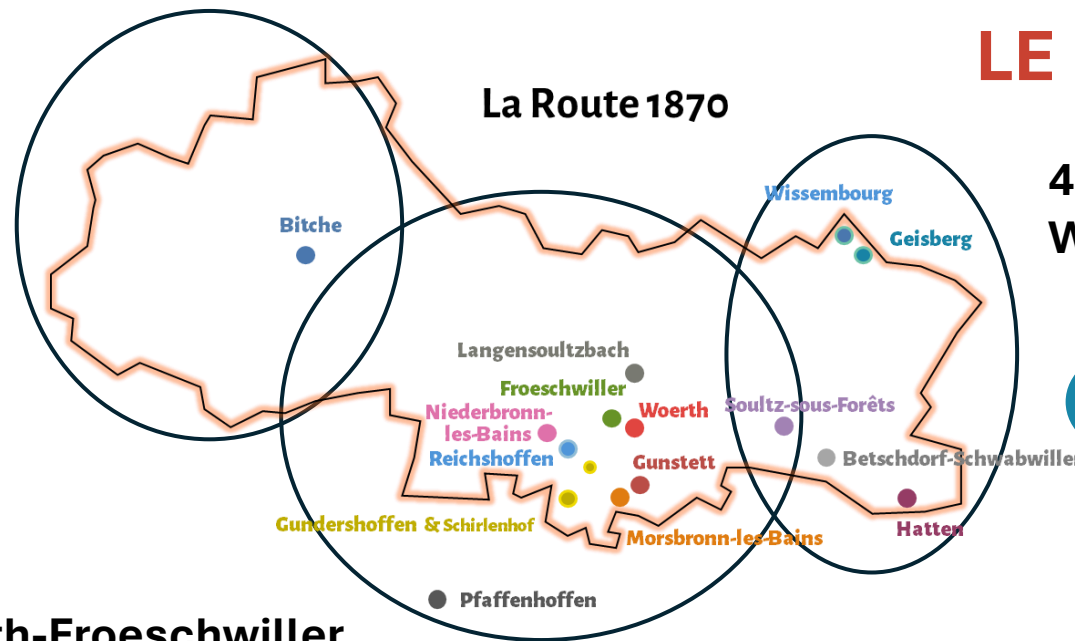 LE
La Route 1870
4
W
Wissembourg
Geisberg
Bitche
Langensoultzbach
Froeschwiller
Niederbronn-
les-Bains
Woerth
Soultz-sous-Forêts
Reichshoffen
Gunstett
Betschdorf-Schwabwiller
Gundershoffen & Schirlenhof
Hatten
Morsbronn-les-Bains
Pfaffenhoffen
th-Froeschwiller